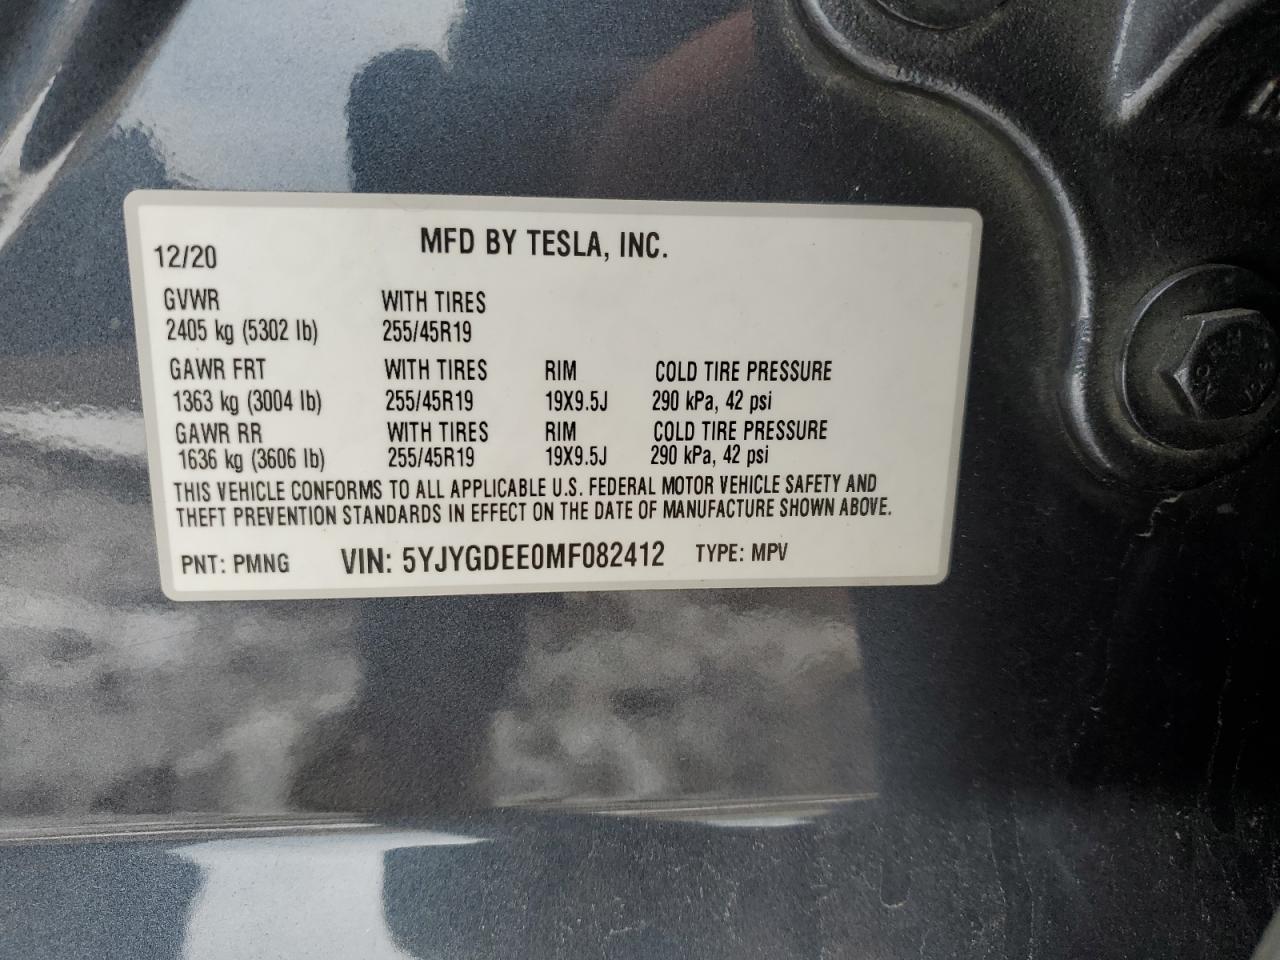 MFD BY TESLA, INC.
12/20
GVWR WITH TIRES
2405 kg (5302 lb) 255/45R19
GAWR FRT WITH TIRES RIM COLD TIRE PRESSURE
1363 kg (3004 lb) 255/45R19 19X9.5J 290 kPa, 42 psi
GAWR RR WITH TIRES RIM COLD TIRE PRESSURE
1636 kg (3606 lb) 255/45R19 19X9.5J 290 kPa, 42 psi
THIS VEHICLE CONFORMS TO ALL APPLICABLE U.S. FEDERAL MOTOR VEHICLE SAFETY AND
THEFT PREVENTION STANDARDS IN EFFECT ON THE DATE OF MANUFACTURE SHOWN ABOVE.
PNT: PMNG VIN: 5YJYGDEE0MF082412 TYPE: MPV